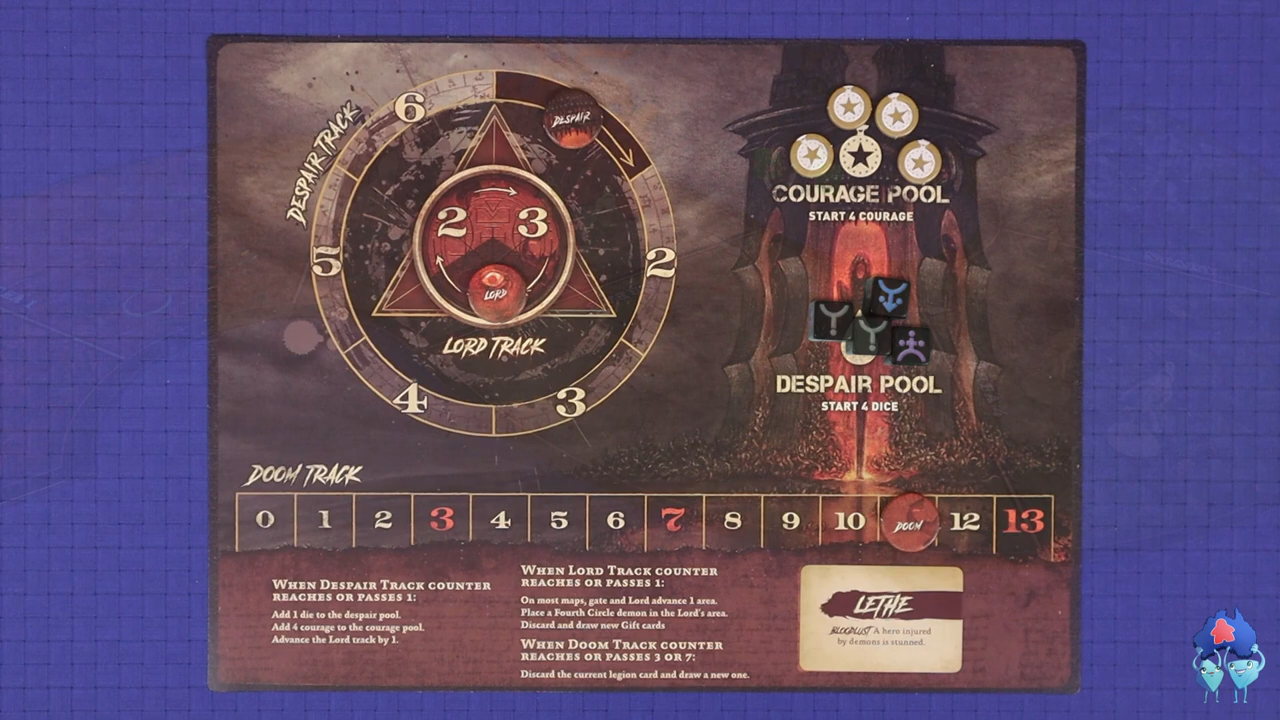 DESPAIR TRACK
6
DESPAIR
5
2
4
3
2
3
LORD
LORD TRACK
COURAGE POOL
START 4 COURAGE
DESPAIR POOL
START 4 DICE
DOOM TRACK
0 1 2 3 4 5 6 7 8 9 10 DOOM 12 13
WHEN DESPAIR TRACK COUNTER
REACHES OR PASSES 1:
Add 1 die to the despair pool.
Add 4 courage to the courage pool.
Advance the Lord track by 1.
WHEN LORD TRACK COUNTER
REACHES OR PASSES 1:
On most maps, gate and Lord advance 1 area.
Place a Fourth Circle demon in the Lord's area.
Discard and draw new Gift cards
WHEN DOOM TRACK COUNTER
REACHES OR PASSES 3 OR 7:
Discard the current legion card and draw a new one.
LETHE
BLOODLUST A hero injured
by demons is stunned.